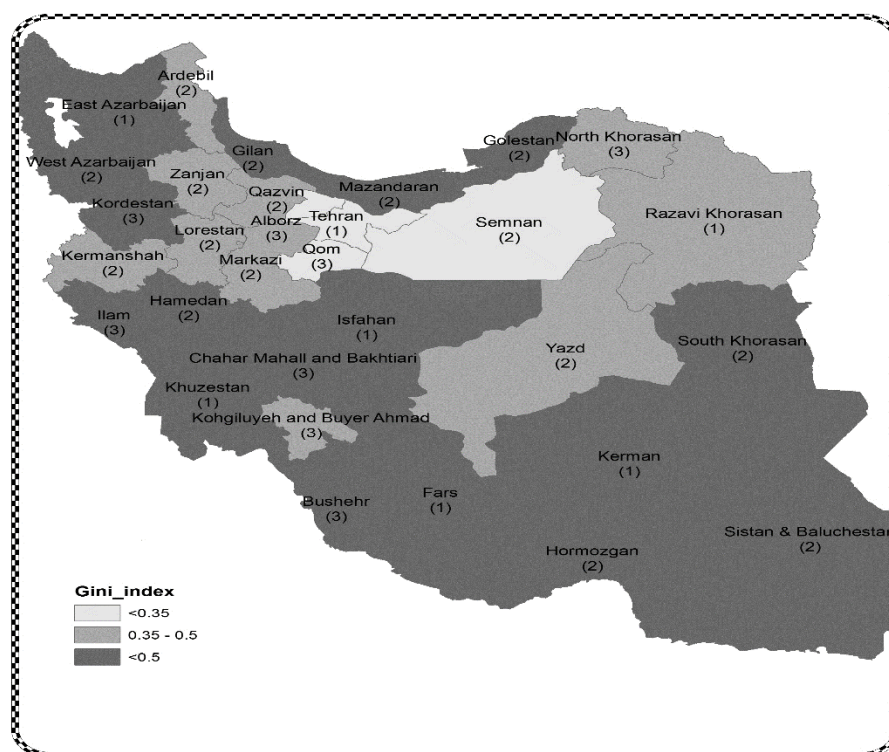 Ardebil
(2)
East Azarbaijan
(1)
Golestan
(2)
North Khorasan
(3)
Gilan
(2)
West Azarbaijan
(2)
Zanjan
(2)
Qazvin
(2)
Mazandaran
(2)
Kordestan
(3)
Tehran
(1)
Semnan
(2)
Razavi Khorasan
(1)
Alborz
(3)
Lorestan
(2)
Kermanshah
(2)
Markazi
(2)
Qom
(3)
Hamedan
(2)
Ilam
(3)
Isfahan
(1)
South Khorasan
(2)
Yazd
(2)
Chahar Mahall and Bakhtiari
(3)
Khuzestan
(1)
Kohgiluyeh and Buyer Ahmad
(3)
Kerman
(1)
Fars
(1)
Bushehr
(3)
Sistan & Baluchestan
(2)
Hormozgan
(2)
Gini_index
<0.35
0.35 - 0.5
<0.5